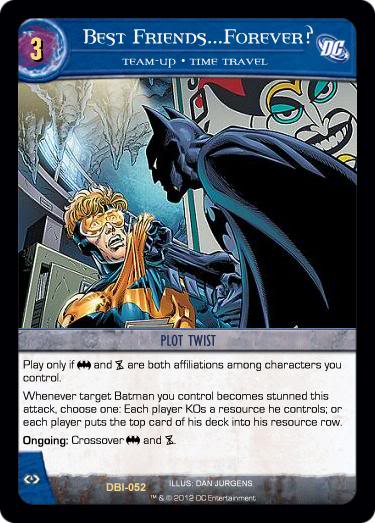 3
BEST FRIENDS...FOREVER?
DC
TEAM-UP • TIME TRAVEL
PLOT TWIST
Play only if and are both affiliations among characters you
control.
Whenever target Batman you control becomes stunned this
attack, choose one: Each player KOs a resource he controls; or
each player puts the top card of his deck into his resource row.
Ongoing: Crossover and .
DBI-052
ILLUS: DAN JURGENS
™ & © 2012 DC Entertainment